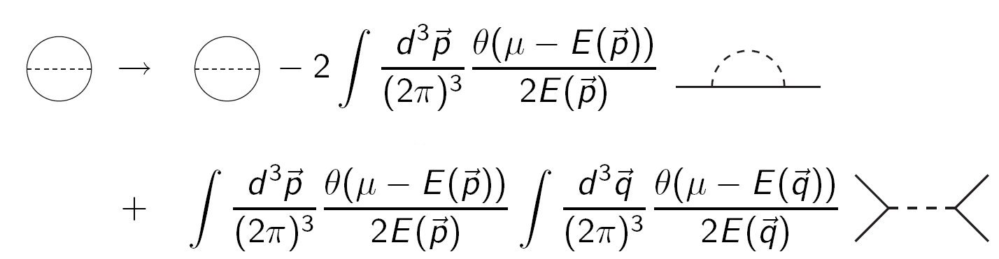 → − 2 ∫ d³p⃗/(2π)³ θ(μ − E(p⃗))/2E(p⃗)
+ ∫ d³p⃗/(2π)³ θ(μ − E(p⃗))/2E(p⃗) ∫ d³q⃗/(2π)³ θ(μ − E(q⃗))/2E(q⃗)